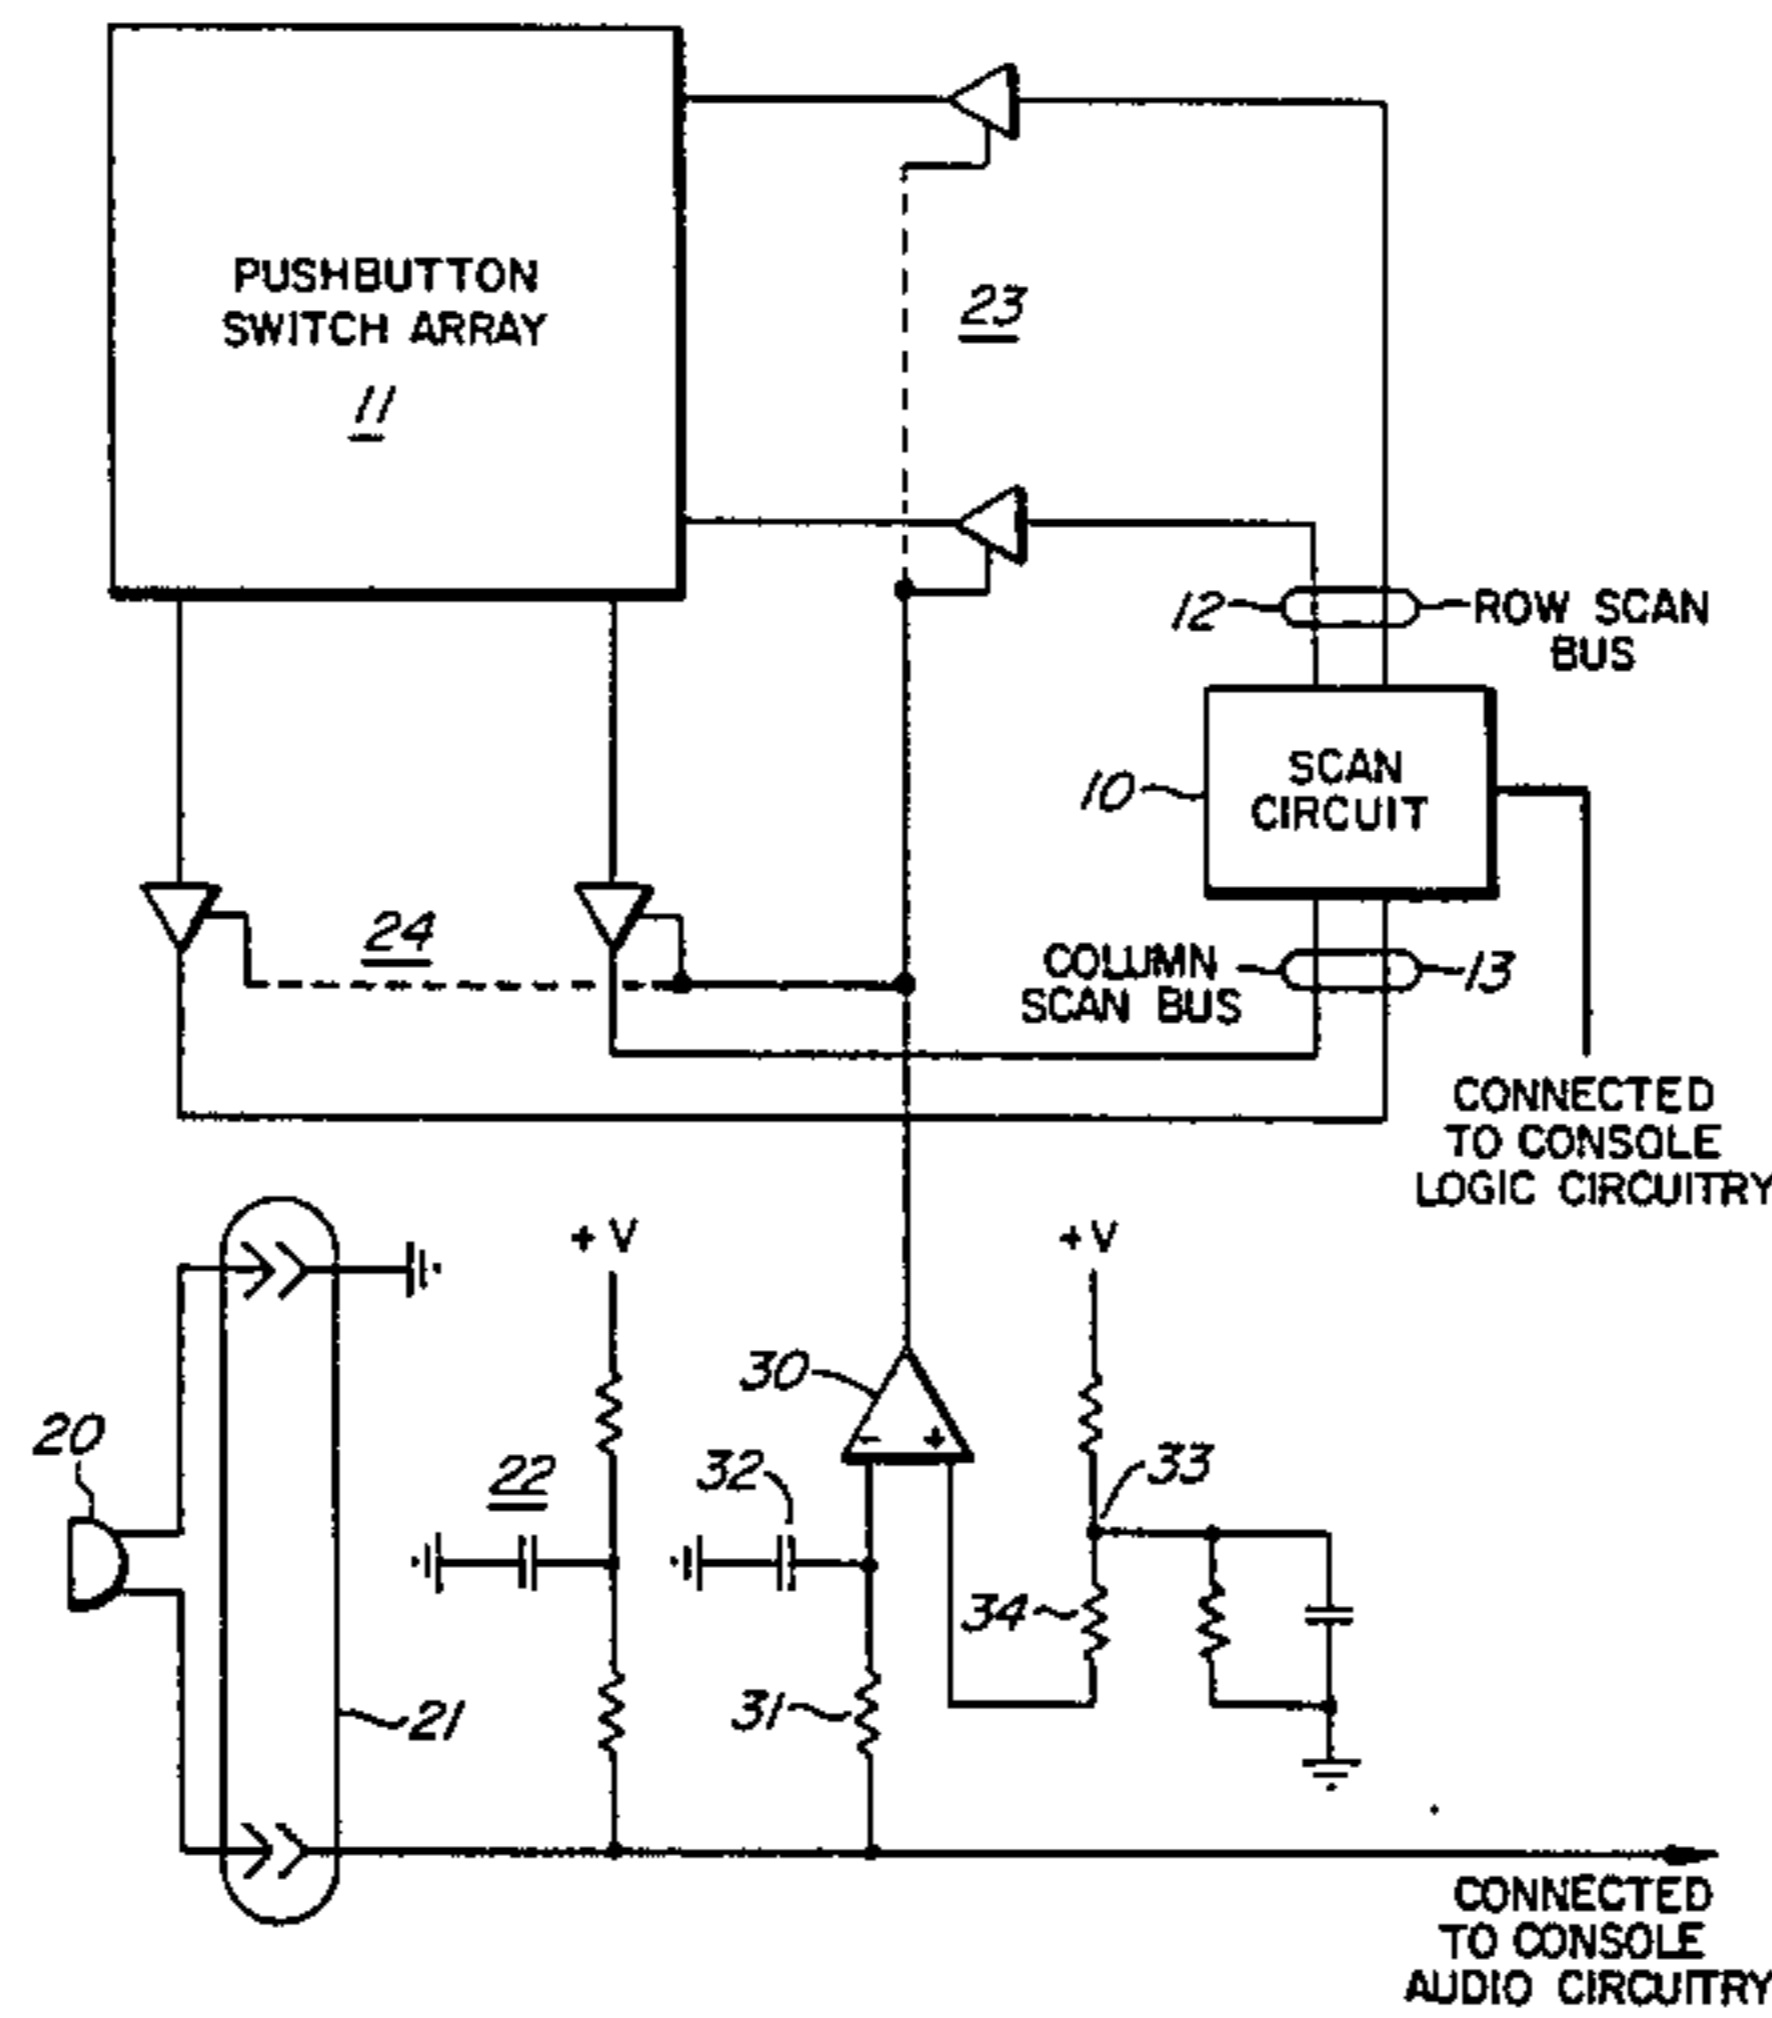 PUSHBUTTON
SWITCH ARRAY
11
23
12
ROW SCAN
BUS
10
SCAN
CIRCUIT
24
COLUMN
SCAN BUS
13
CONNECTED
TO CONSOLE
LOGIC CIRCUITRY
+V
+V
30
- +
20
22
32
33
34
31
21
CONNECTED
TO CONSOLE
AUDIO CIRCUITRY